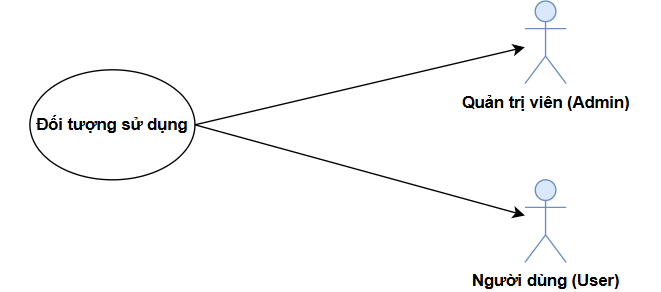 Quản trị viên (Admin)
Đối tượng sử dụng
Người dùng (User)